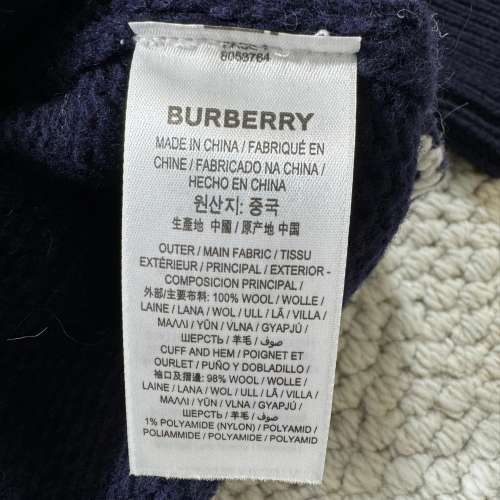 8053764
BURBERRY
MADE IN CHINA / FABRIQUÉ EN
CHINE / FABRICADO NA CHINA /
HECHO EN CHINA
원산지: 중국
生產地 中國 / 原产地 中国
OUTER / MAIN FABRIC / TISSU
EXTÉRIEUR / PRINCIPAL / EXTERIOR -
COMPOSICION PRINCIPAL /
外部/主要布料: 100% WOOL / WOLLE /
LAINE / LANA / WOL / ULL / LÃ / VILLA /
ΜΑΛΛΙ / YÜN / VLNA / GYAPJÚ /
ШЕРСТЬ / 羊毛 / صوف /
CUFF AND HEM / POIGNET ET
OURLET / PUÑO Y DOBLADILLO /
袖口及摺邊: 98% WOOL / WOLLE /
LAINE / LANA / WOL / ULL / LÃ / VILLA /
ΜΑΛΛΙ / YÜN / VLNA / GYAPJÚ /
ШЕРСТЬ / 羊毛 / صوف /
1% POLYAMIDE (NYLON) / POLYAMID /
POLIAMMIDE / POLYAMIDE / POLYAMID /